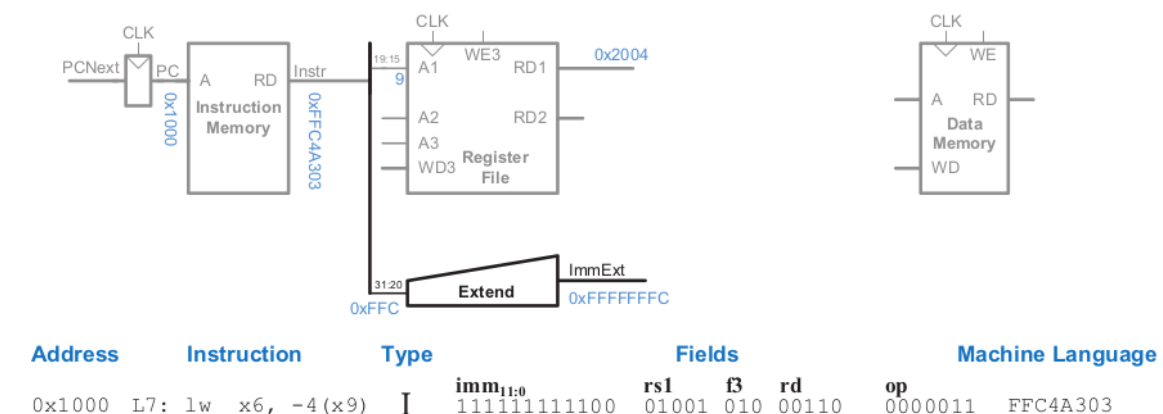 CLK CLK CLK
PCNext PC A RD Instr 19:15 A1 WE3 RD1 0x2004 WE
9
0x1000 Instruction Memory 0xFFC4A303 A2 RD2 A RD
A3 Data Memory
WD3 Register File WD
31:20 Extend ImmExt
0xFFC 0xFFFFFFFC
Address Instruction Type Fields Machine Language
imm11:0 rs1 f3 rd op
0x1000 L7: lw x6, -4(x9) I 111111111100 01001 010 00110 0000011 FFC4A303